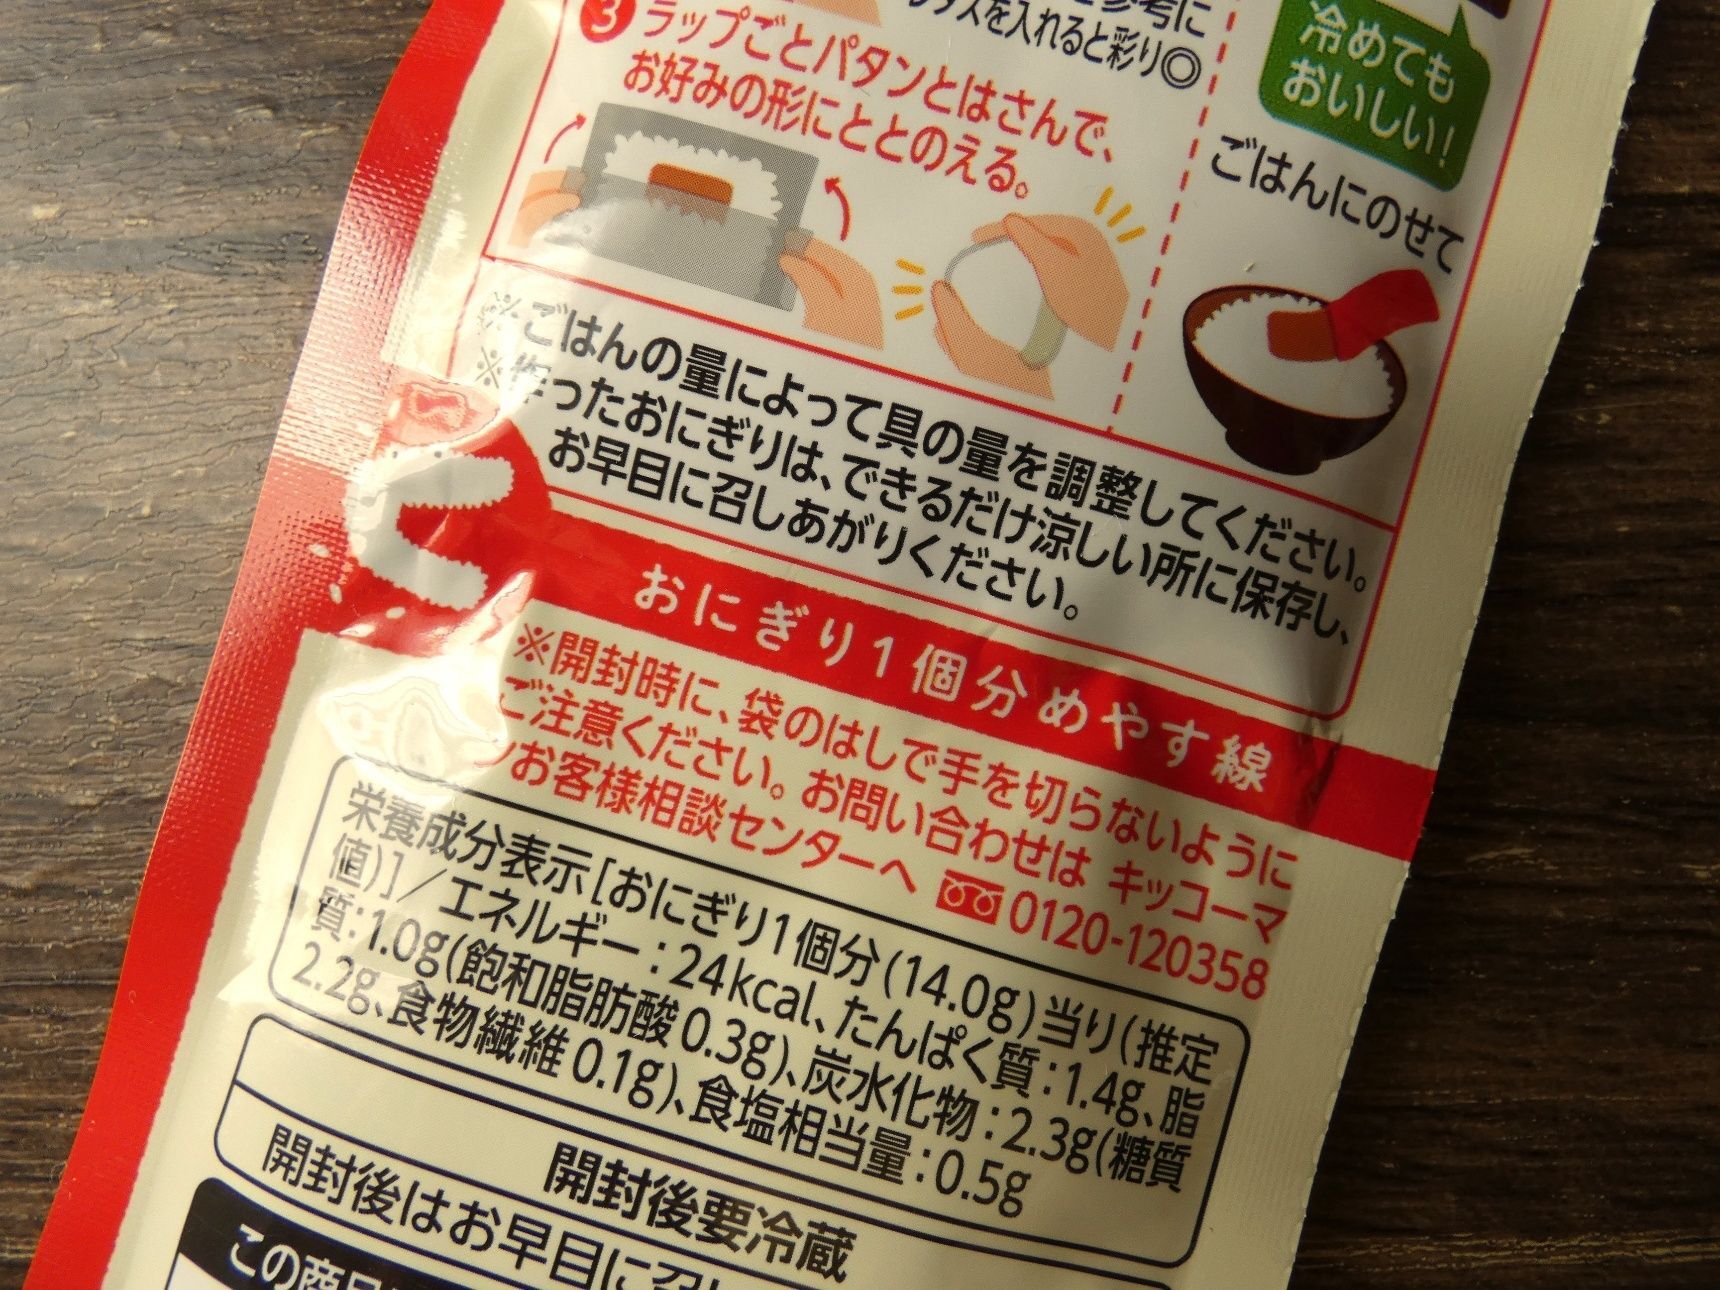 参考に
を入れると彩り◎
3 ラップごとパタンとはさんで、
お好みの形にととのえる。
冷めても
おいしい！
ごはんにのせて
※ごはんの量によって具の量を調整してください。
※作ったおにぎりは、できるだけ涼しい所に保存し、
お早目に召しあがりください。
おにぎり1個分めやす線
※開封時に、袋のはしで手を切らないように
ご注意ください。お問い合わせは キッコーマ
ンお客様相談センターへ 0120-120358
栄養成分表示[おにぎり1個分(14.0g)当り(推定
値)]／エネルギー：24kcal、たんぱく質：1.4g、脂
質：1.0g(飽和脂肪酸0.3g)、炭水化物：2.3g(糖質
2.2g、食物繊維0.1g)、食塩相当量：0.5g
開封後要冷蔵
開封後はお早目に召し
この商品